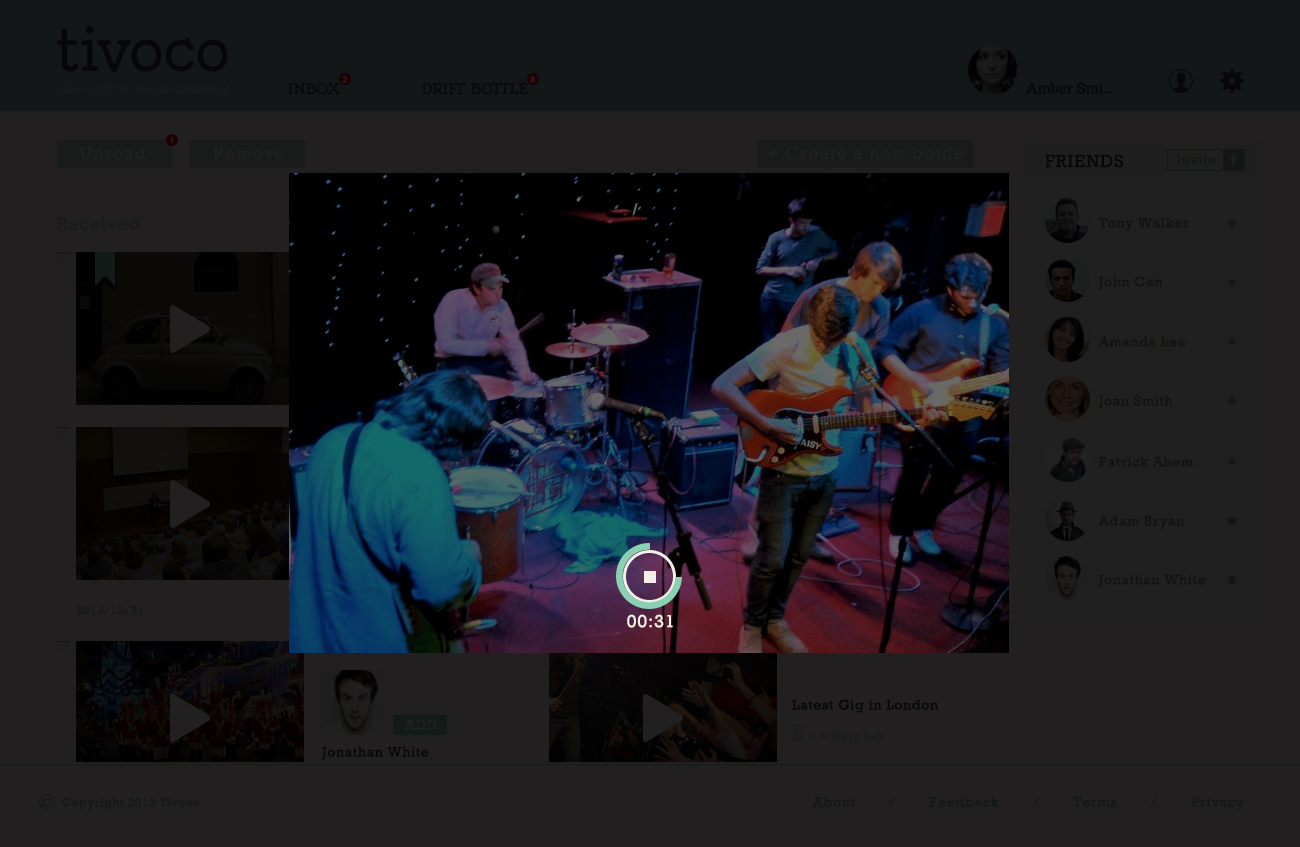 tivoco
INBOX 2
DRIFT BOTTLE 8
Amber Smi...
Unread 1
Remove
+ Create a new bottle
FRIENDS
Invite f
Received
Tony Walker
John Cen
Amanda Lee
Joan Smith
Patrick Ahem
Adam Bryan
Jonathan White
AISY
00:31
2013/12/31
ADD
Jonathan White
Latest Gig in London
0.5 Days left
© Copyright 2013 Tivoco
About / Feedback / Terms / Privacy